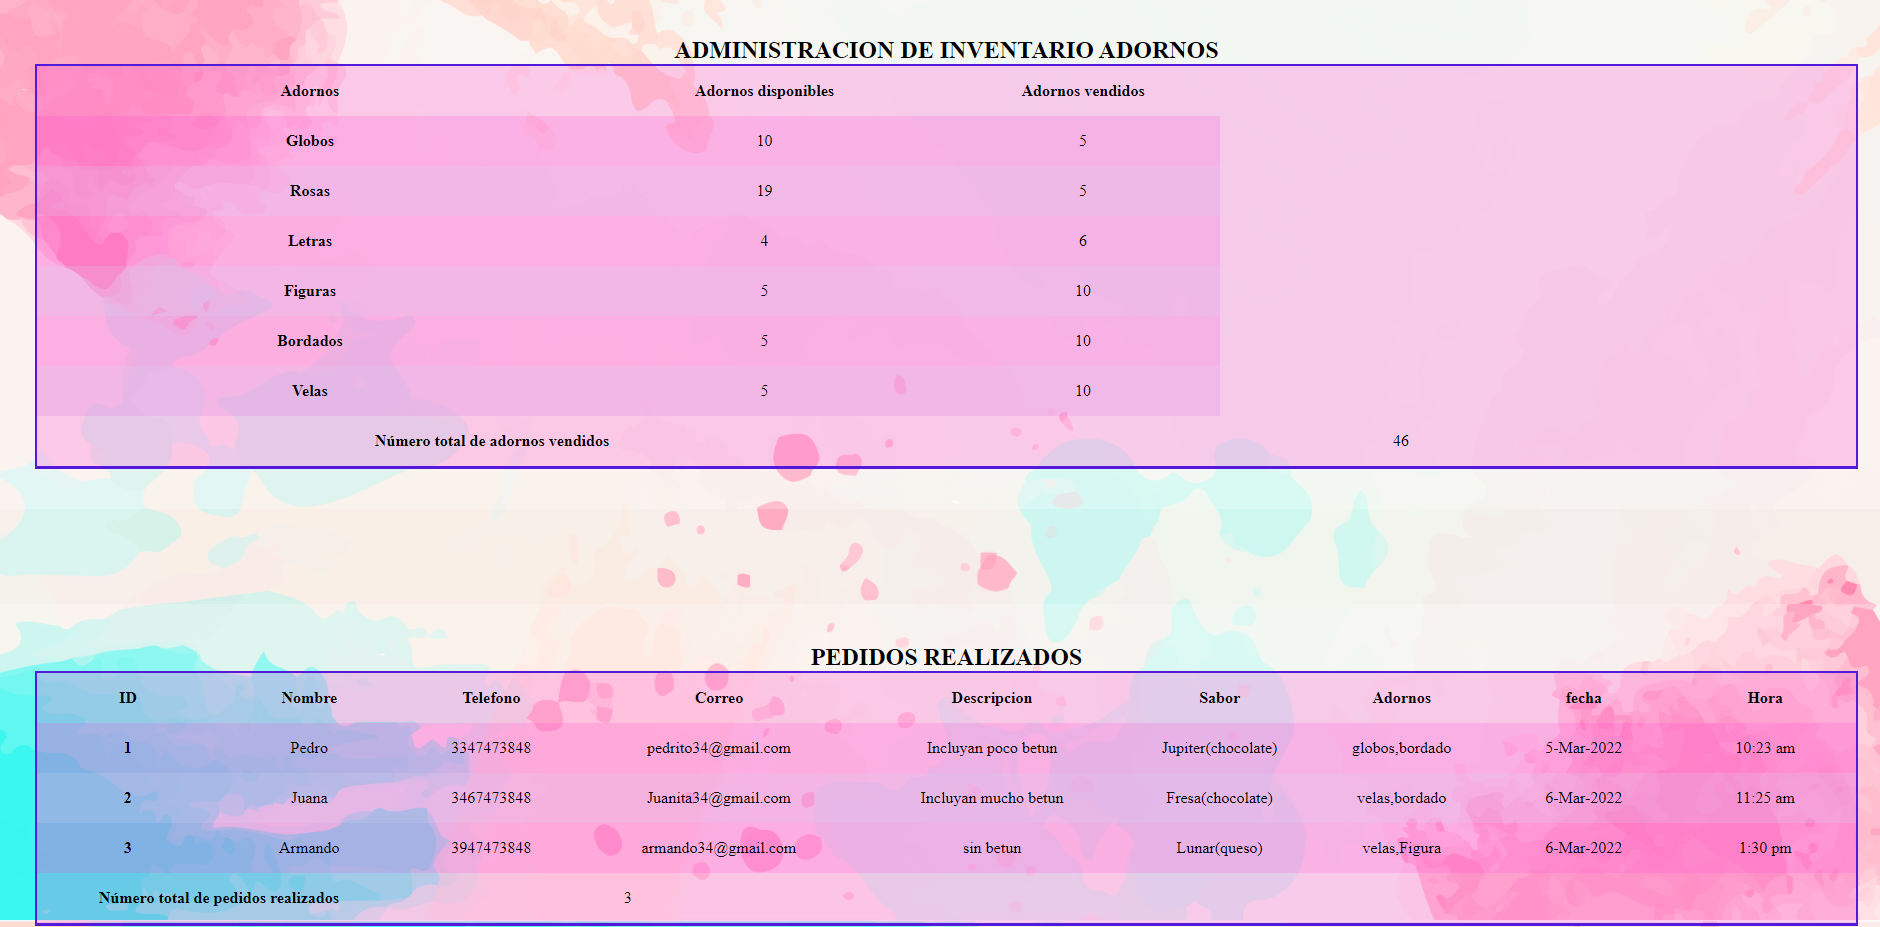 ADMINISTRACION DE INVENTARIO ADORNOS
Adornos Adornos disponibles Adornos vendidos
Globos 10 5
Rosas 19 5
Letras 4 6
Figuras 5 10
Bordados 5 10
Velas 5 10
Número total de adornos vendidos 46
PEDIDOS REALIZADOS
ID Nombre Telefono Correo Descripcion Sabor Adornos fecha Hora
1 Pedro 3347473848 pedrito34@gmail.com Incluyan poco betun Jupiter(chocolate) globos,bordado 5-Mar-2022 10:23 am
2 Juana 3467473848 Juanita34@gmail.com Incluyan mucho betun Fresa(chocolate) velas,bordado 6-Mar-2022 11:25 am
3 Armando 3947473848 armando34@gmail.com sin betun Lunar(queso) velas,Figura 6-Mar-2022 1:30 pm
Número total de pedidos realizados 3